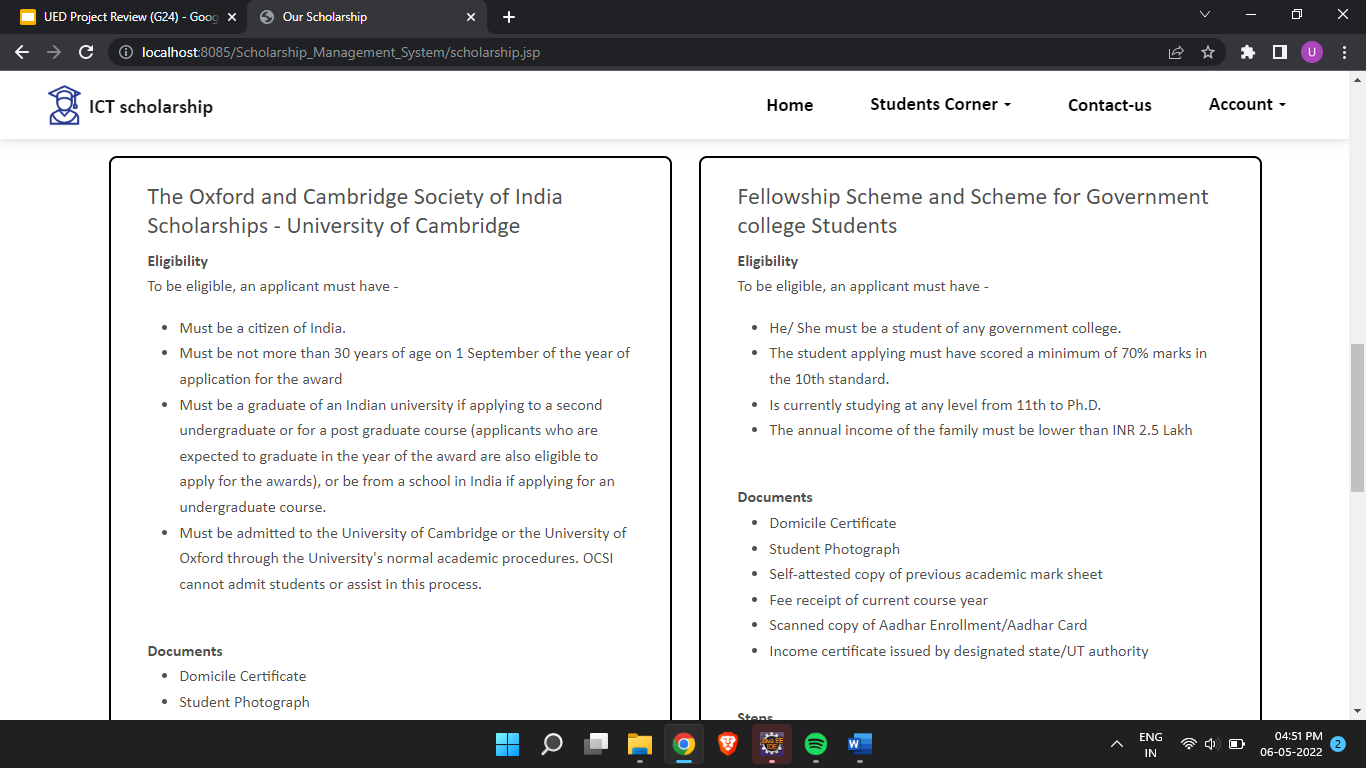 UED Project Review (G24) - Goog
Our Scholarship
localhost:8085/Scholarship_Management_System/scholarship.jsp
U
ICT scholarship
Home
Students Corner
Contact-us
Account
The Oxford and Cambridge Society of India
Scholarships - University of Cambridge
Eligibility
To be eligible, an applicant must have -
Must be a citizen of India.
Must be not more than 30 years of age on 1 September of the year of
application for the award
Must be a graduate of an Indian university if applying to a second
undergraduate or for a post graduate course (applicants who are
expected to graduate in the year of the award are also eligible to
apply for the awards), or be from a school in India if applying for an
undergraduate course.
Must be admitted to the University of Cambridge or the University of
Oxford through the University's normal academic procedures. OCSI
cannot admit students or assist in this process.
Documents
Domicile Certificate
Student Photograph
Fellowship Scheme and Scheme for Government
college Students
Eligibility
To be eligible, an applicant must have -
He/ She must be a student of any government college.
The student applying must have scored a minimum of 70% marks in
the 10th standard.
Is currently studying at any level from 11th to Ph.D.
The annual income of the family must be lower than INR 2.5 Lakh
Documents
Domicile Certificate
Student Photograph
Self-attested copy of previous academic mark sheet
Fee receipt of current course year
Scanned copy of Aadhar Enrollment/Aadhar Card
Income certificate issued by designated state/UT authority
Steps
ENG
IN
04:51 PM
06-05-2022
2